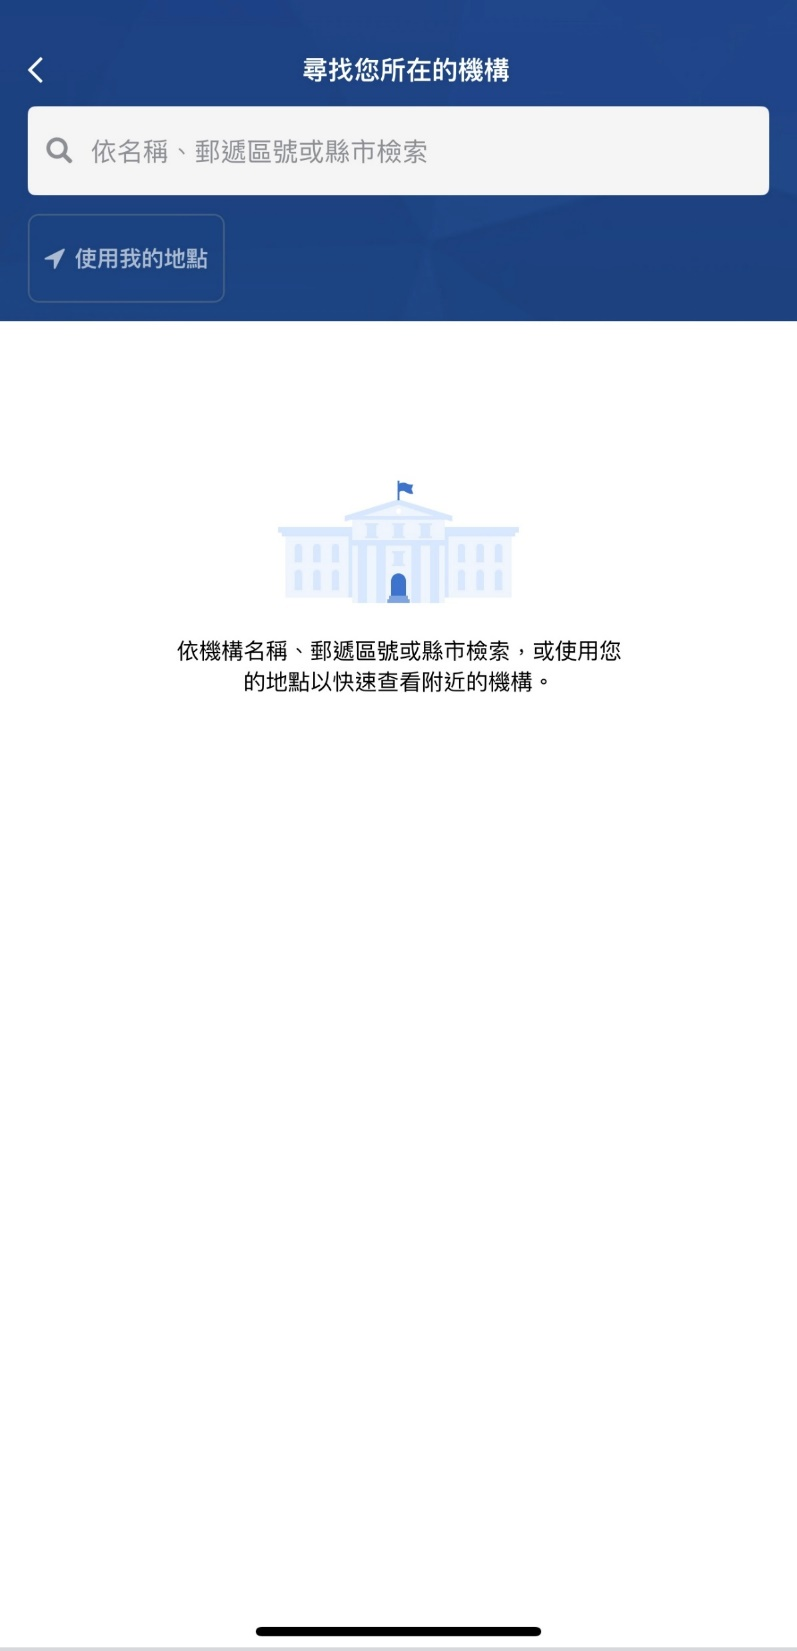 尋找您所在的機構
依名稱、郵遞區號或縣市檢索
使用我的地點
依機構名稱、郵遞區號或縣市檢索，或使用您
的地點以快速查看附近的機構。